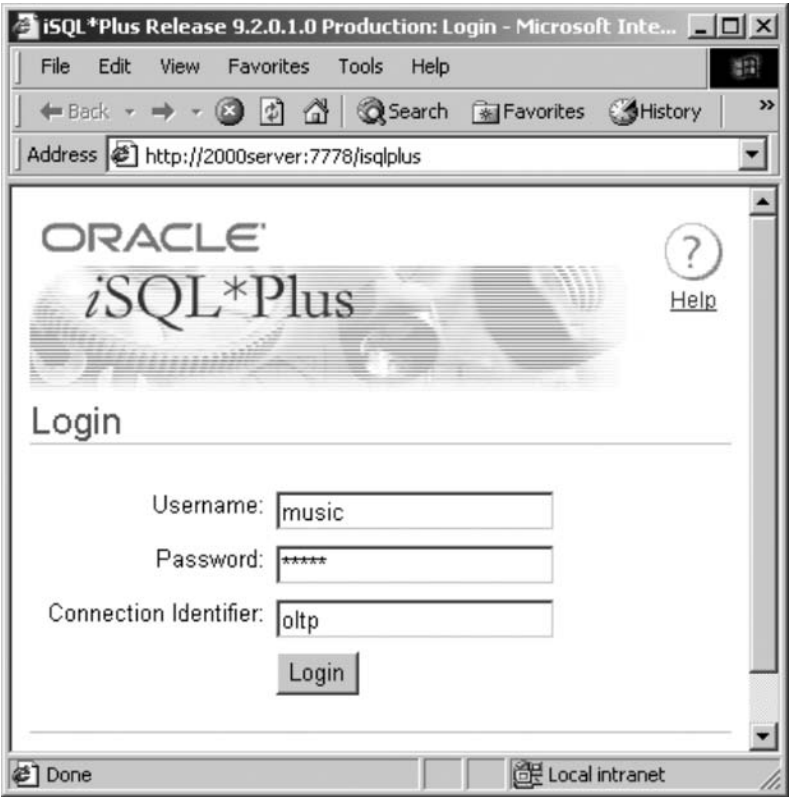 iSQL*Plus Release 9.2.0.1.0 Production: Login - Microsoft Inte...
File Edit View Favorites Tools Help
Back Search Favorites History »
Address http://2000server:7778/isqlplus
ORACLE
iSQL*Plus
?
Help
Login
Username: music
Password: *****
Connection Identifier: oltp
Login
Done Local intranet